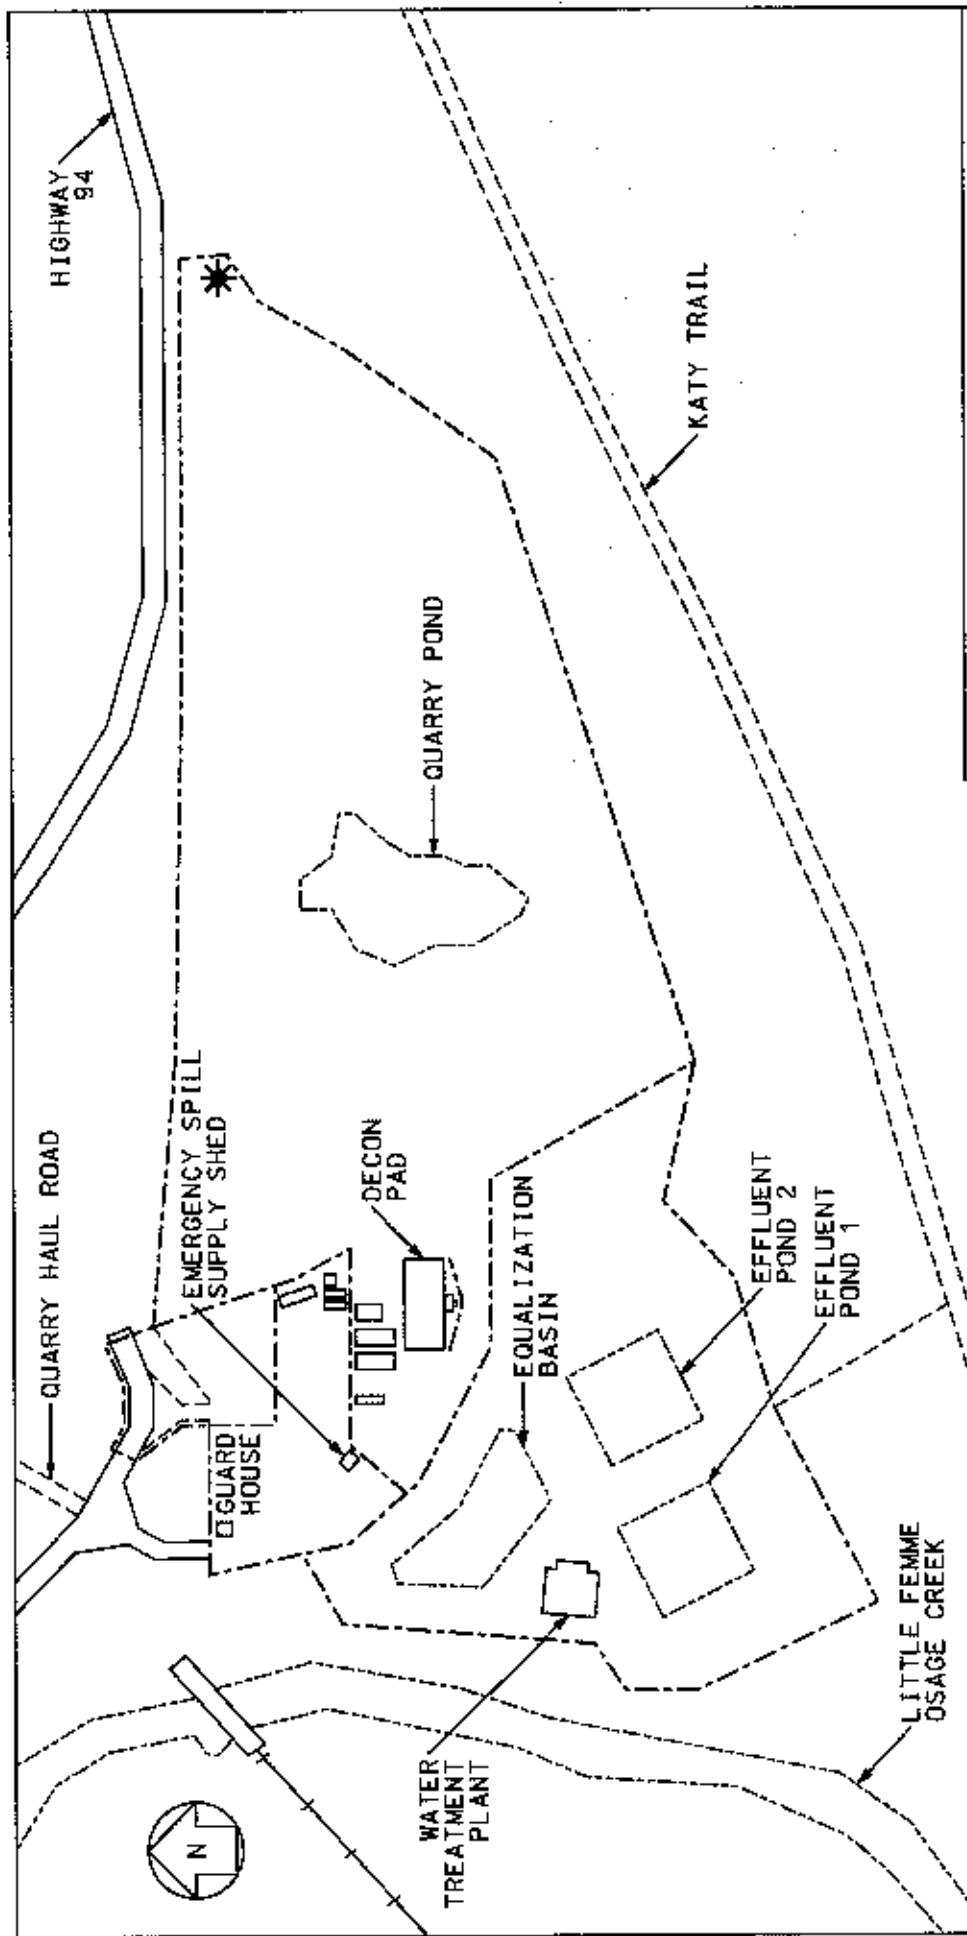 HIGHWAY
94
KATY TRAIL
QUARRY POND
QUARRY HAUL ROAD
EMERGENCY SPILL
SUPPLY SHED
DECON
PAD
GUARD
HOUSE
EQUALIZATION
BASIN
EFFLUENT
POND 2
EFFLUENT
POND 1
WATER
TREATMENT
PLANT
LITTLE FEMME
OSAGE CREEK
N